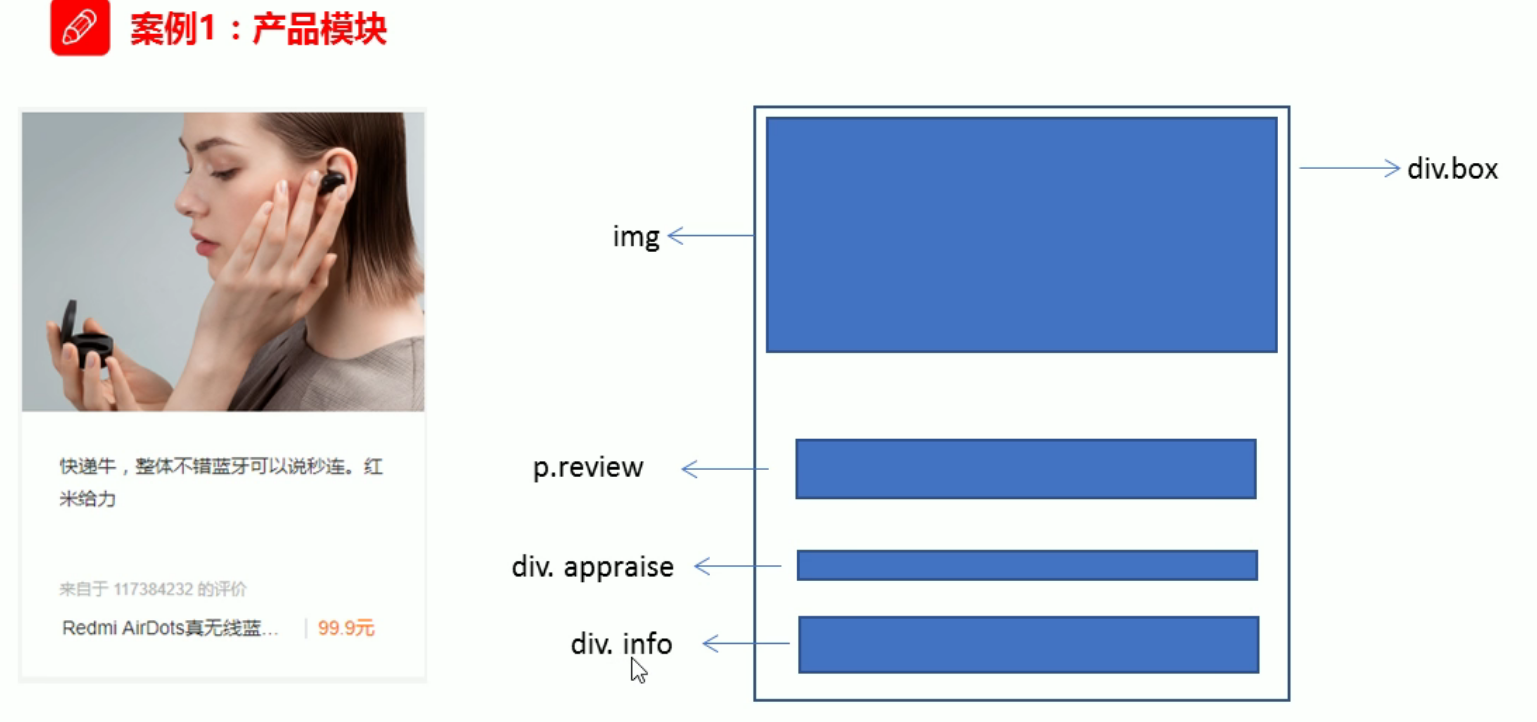 案例1：产品模块
快递牛，整体不错蓝牙可以说秒连。红
米给力
来自于 117384232 的评价
Redmi AirDots真无线蓝... | 99.9元
div.box
img
p.review
div. appraise
div. info